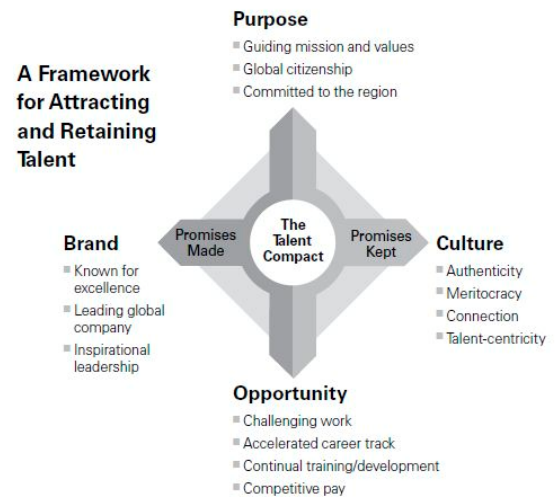 Purpose
Guiding mission and values
Global citizenship
Committed to the region
A Framework
for Attracting
and Retaining
Talent
Brand
Known for
excellence
Leading global
company
Inspirational
leadership
Promises
Made
The
Talent
Compact
Promises
Kept
Culture
Authenticity
Meritocracy
Connection
Talent-centricity
Opportunity
Challenging work
Accelerated career track
Continual training/development
Competitive pay